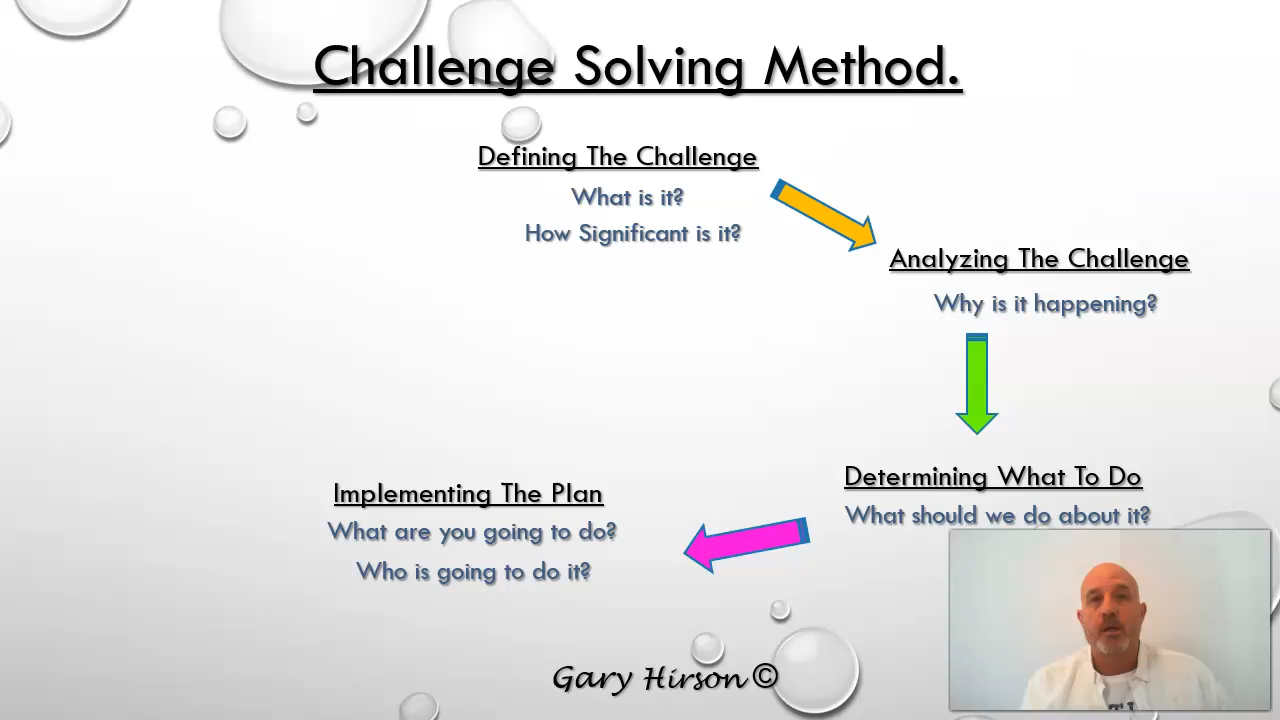 Challenge Solving Method.
Defining The Challenge
What is it?
How Significant is it?
Analyzing The Challenge
Why is it happening?
Determining What To Do
What should we do about it?
Implementing The Plan
What are you going to do?
Who is going to do it?
Gary Hirson ©